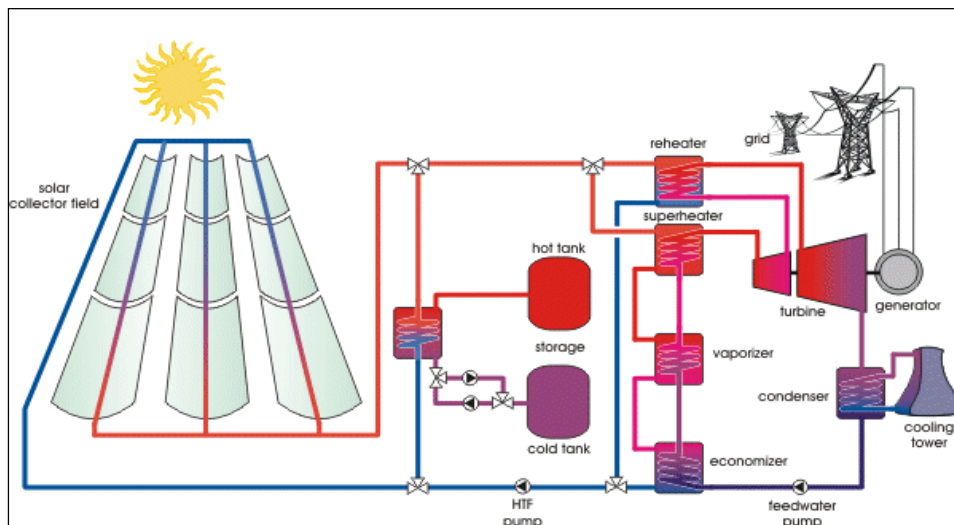 solar
collector field
reheater
grid
superheater
hot tank
storage
turbine
generator
vaporizer
condenser
cooling
tower
cold tank
economizer
HTF
pump
feedwater
pump